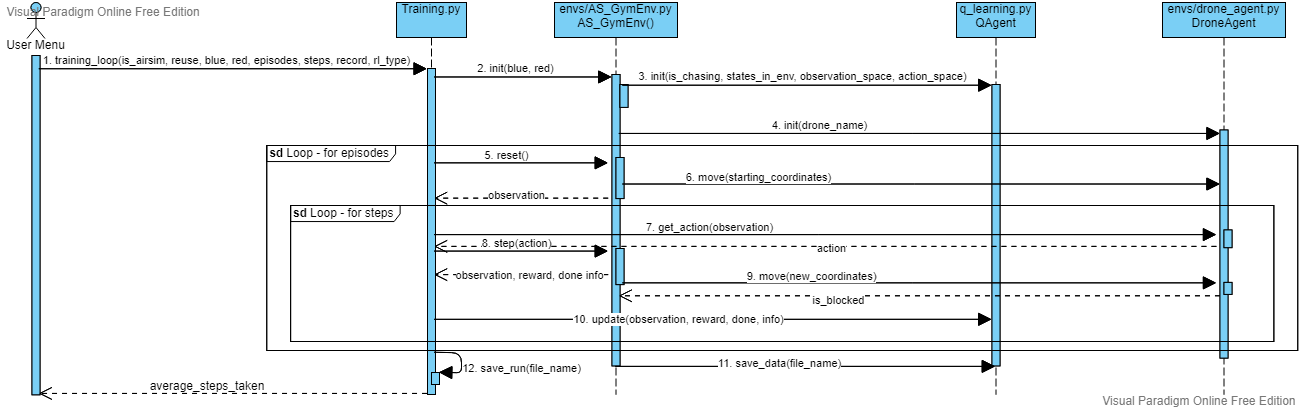 Visual Paradigm Online Free Edition
User Menu
Training.py
envs/AS_GymEnv.py
AS_GymEnv()
q_learning.py
QAgent
envs/drone_agent.py
DroneAgent
1. training_loop(is_airsim, reuse, blue, red, episodes, steps, record, rl_type)
2. init(blue, red)
3. init(is_chasing, states_in_env, observation_space, action_space)
4. init(drone_name)
sd Loop - for episodes
5. reset()
6. move(starting_coordinates)
observation
sd Loop - for steps
7. get_action(observation)
8. step(action)
action
observation, reward, done info
9. move(new_coordinates)
is_blocked
10. update(observation, reward, done, info)
11. save_data(file_name)
12. save_run(file_name)
average_steps_taken
Visual Paradigm Online Free Edition